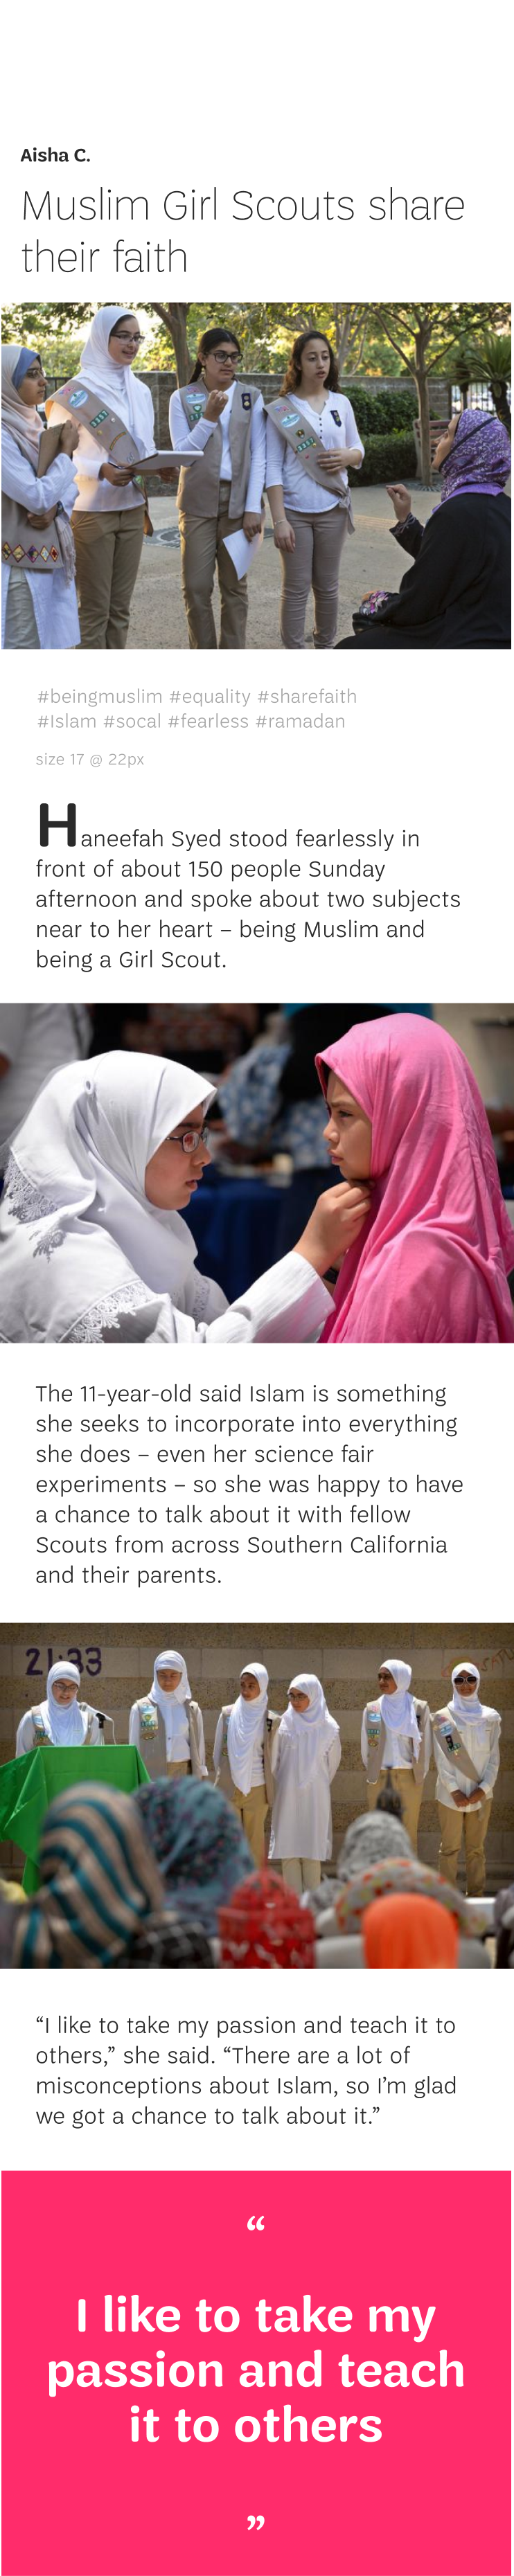 Aisha C.
Muslim Girl Scouts share
their faith
#beingmuslim #equality #sharefaith
#Islam #socal #fearless #ramadan
size 17 @ 22px
Haneefah Syed stood fearlessly in
front of about 150 people Sunday
afternoon and spoke about two subjects
near to her heart – being Muslim and
being a Girl Scout.
The 11-year-old said Islam is something
she seeks to incorporate into everything
she does – even her science fair
experiments – so she was happy to have
a chance to talk about it with fellow
Scouts from across Southern California
and their parents.
21:33
“I like to take my passion and teach it to
others,” she said. “There are a lot of
misconceptions about Islam, so I’m glad
we got a chance to talk about it.”
“
I like to take my
passion and teach
it to others
”